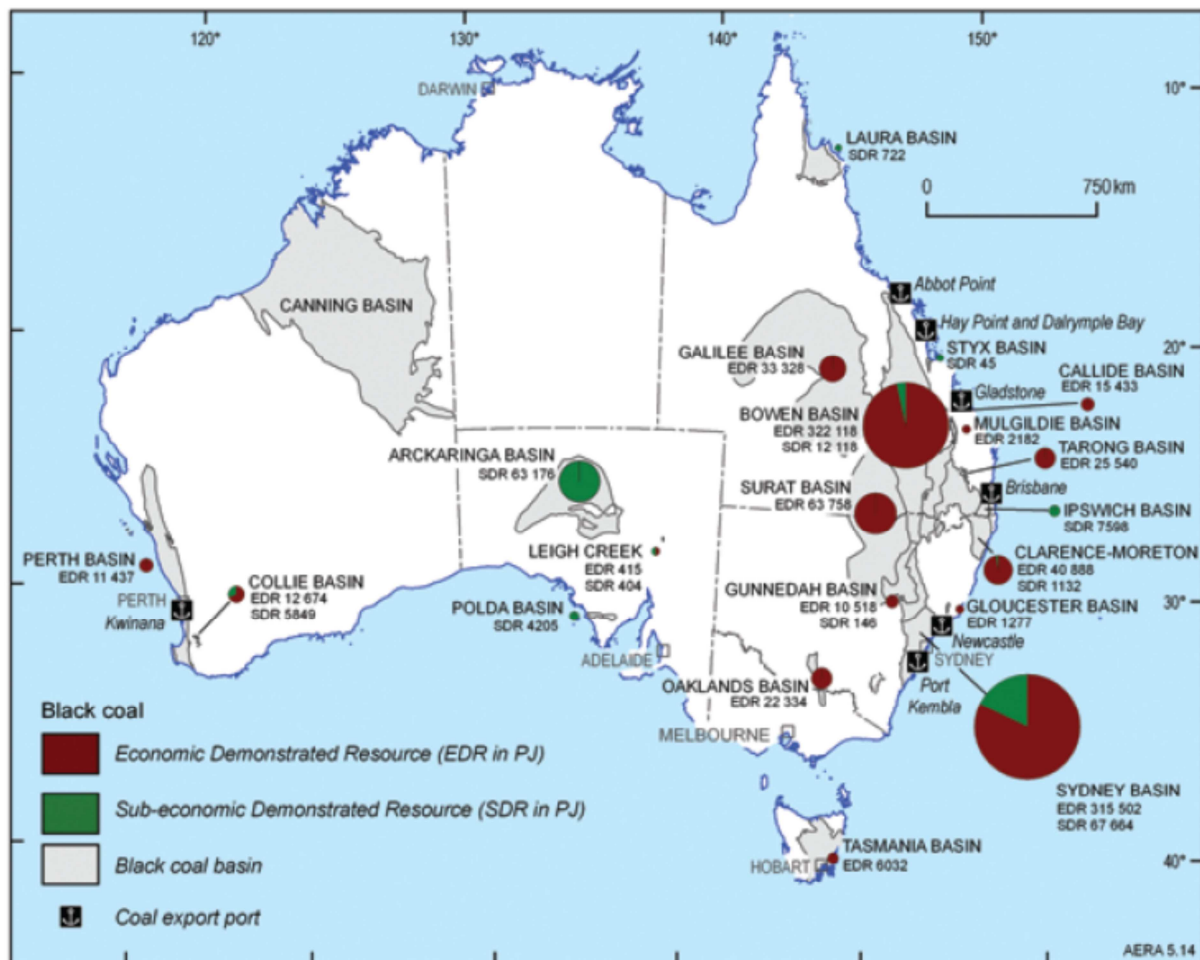 120°
130°
140°
150°
DARWIN
10°
LAURA BASIN
SDR 722
0
750 km
CANNING BASIN
Abbot Point
Hay Point and Dalrymple Bay
20°
GALILEE BASIN
EDR 33 328
STYX BASIN
SDR 45
CALLIDE BASIN
EDR 15 433
Gladstone
BOWEN BASIN
EDR 322 118
SDR 12 118
MULGILDIE BASIN
EDR 2182
TARONG BASIN
EDR 25 540
ARCKARINGA BASIN
SDR 63 176
SURAT BASIN
EDR 63 758
Brisbane
IPSWICH BASIN
SDR 7598
PERTH BASIN
EDR 11 437
LEIGH CREEK
EDR 415
SDR 404
CLARENCE-MORETON
EDR 40 888
SDR 1132
COLLIE BASIN
EDR 12 674
SDR 5849
GUNNEDAH BASIN
EDR 10 518
SDR 146
30°
PERTH
Kwinana
POLDA BASIN
SDR 4205
GLOUCESTER BASIN
EDR 1277
Newcastle
ADELAIDE
SYDNEY
Port
Kembla
OAKLANDS BASIN
EDR 22 334
MELBOURNE
SYDNEY BASIN
EDR 315 502
SDR 67 664
TASMANIA BASIN
EDR 6032
HOBART
40°
Black coal
Economic Demonstrated Resource (EDR in PJ)
Sub-economic Demonstrated Resource (SDR in PJ)
Black coal basin
Coal export port
AERA 5.14